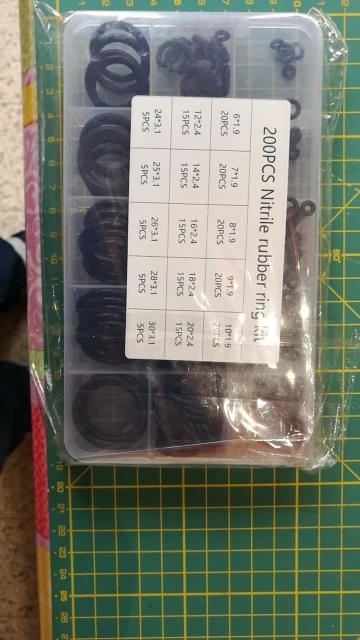 200PCS Nitrile rubber ring kit
6*1.9 7*1.9 8*1.9 9*1.9 10*1.9
20PCS 20PCS 20PCS 20PCS 20PCS
12*2.4 14*2.4 16*2.4 18*2.4 20*2.4
15PCS 15PCS 15PCS 15PCS 15PCS
24*3.1 25*3.1 26*3.1 28*3.1 30*3.1
5PCS 5PCS 5PCS 5PCS 5PCS